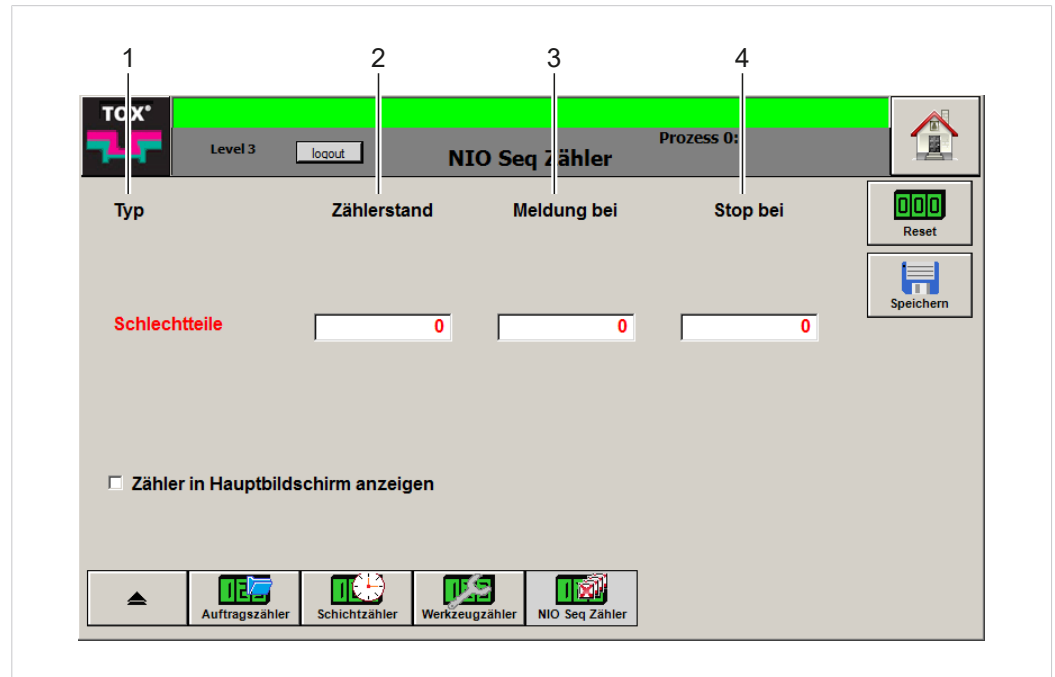 1 2 3 4
TOX®
Level 3 logout NIO Seq Zähler Prozess 0:
Typ Zählerstand Meldung bei Stop bei
000
Reset
Speichern
Schlechtteile 0 0 0
Zähler in Hauptbildschirm anzeigen
Auftragszähler Schichtzähler Werkzeugzähler NIO Seq Zähler